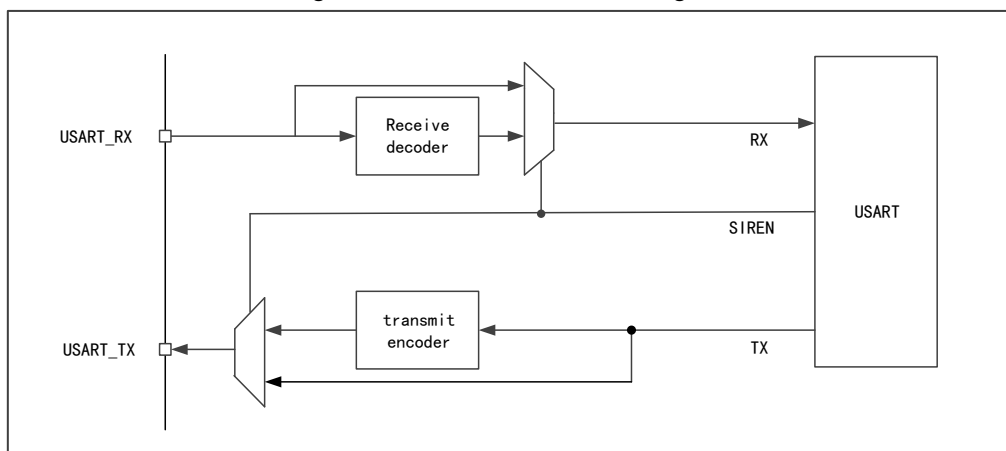 USART_RX
Receive
decoder
RX
USART
SIREN
transmit
encoder
USART_TX
TX